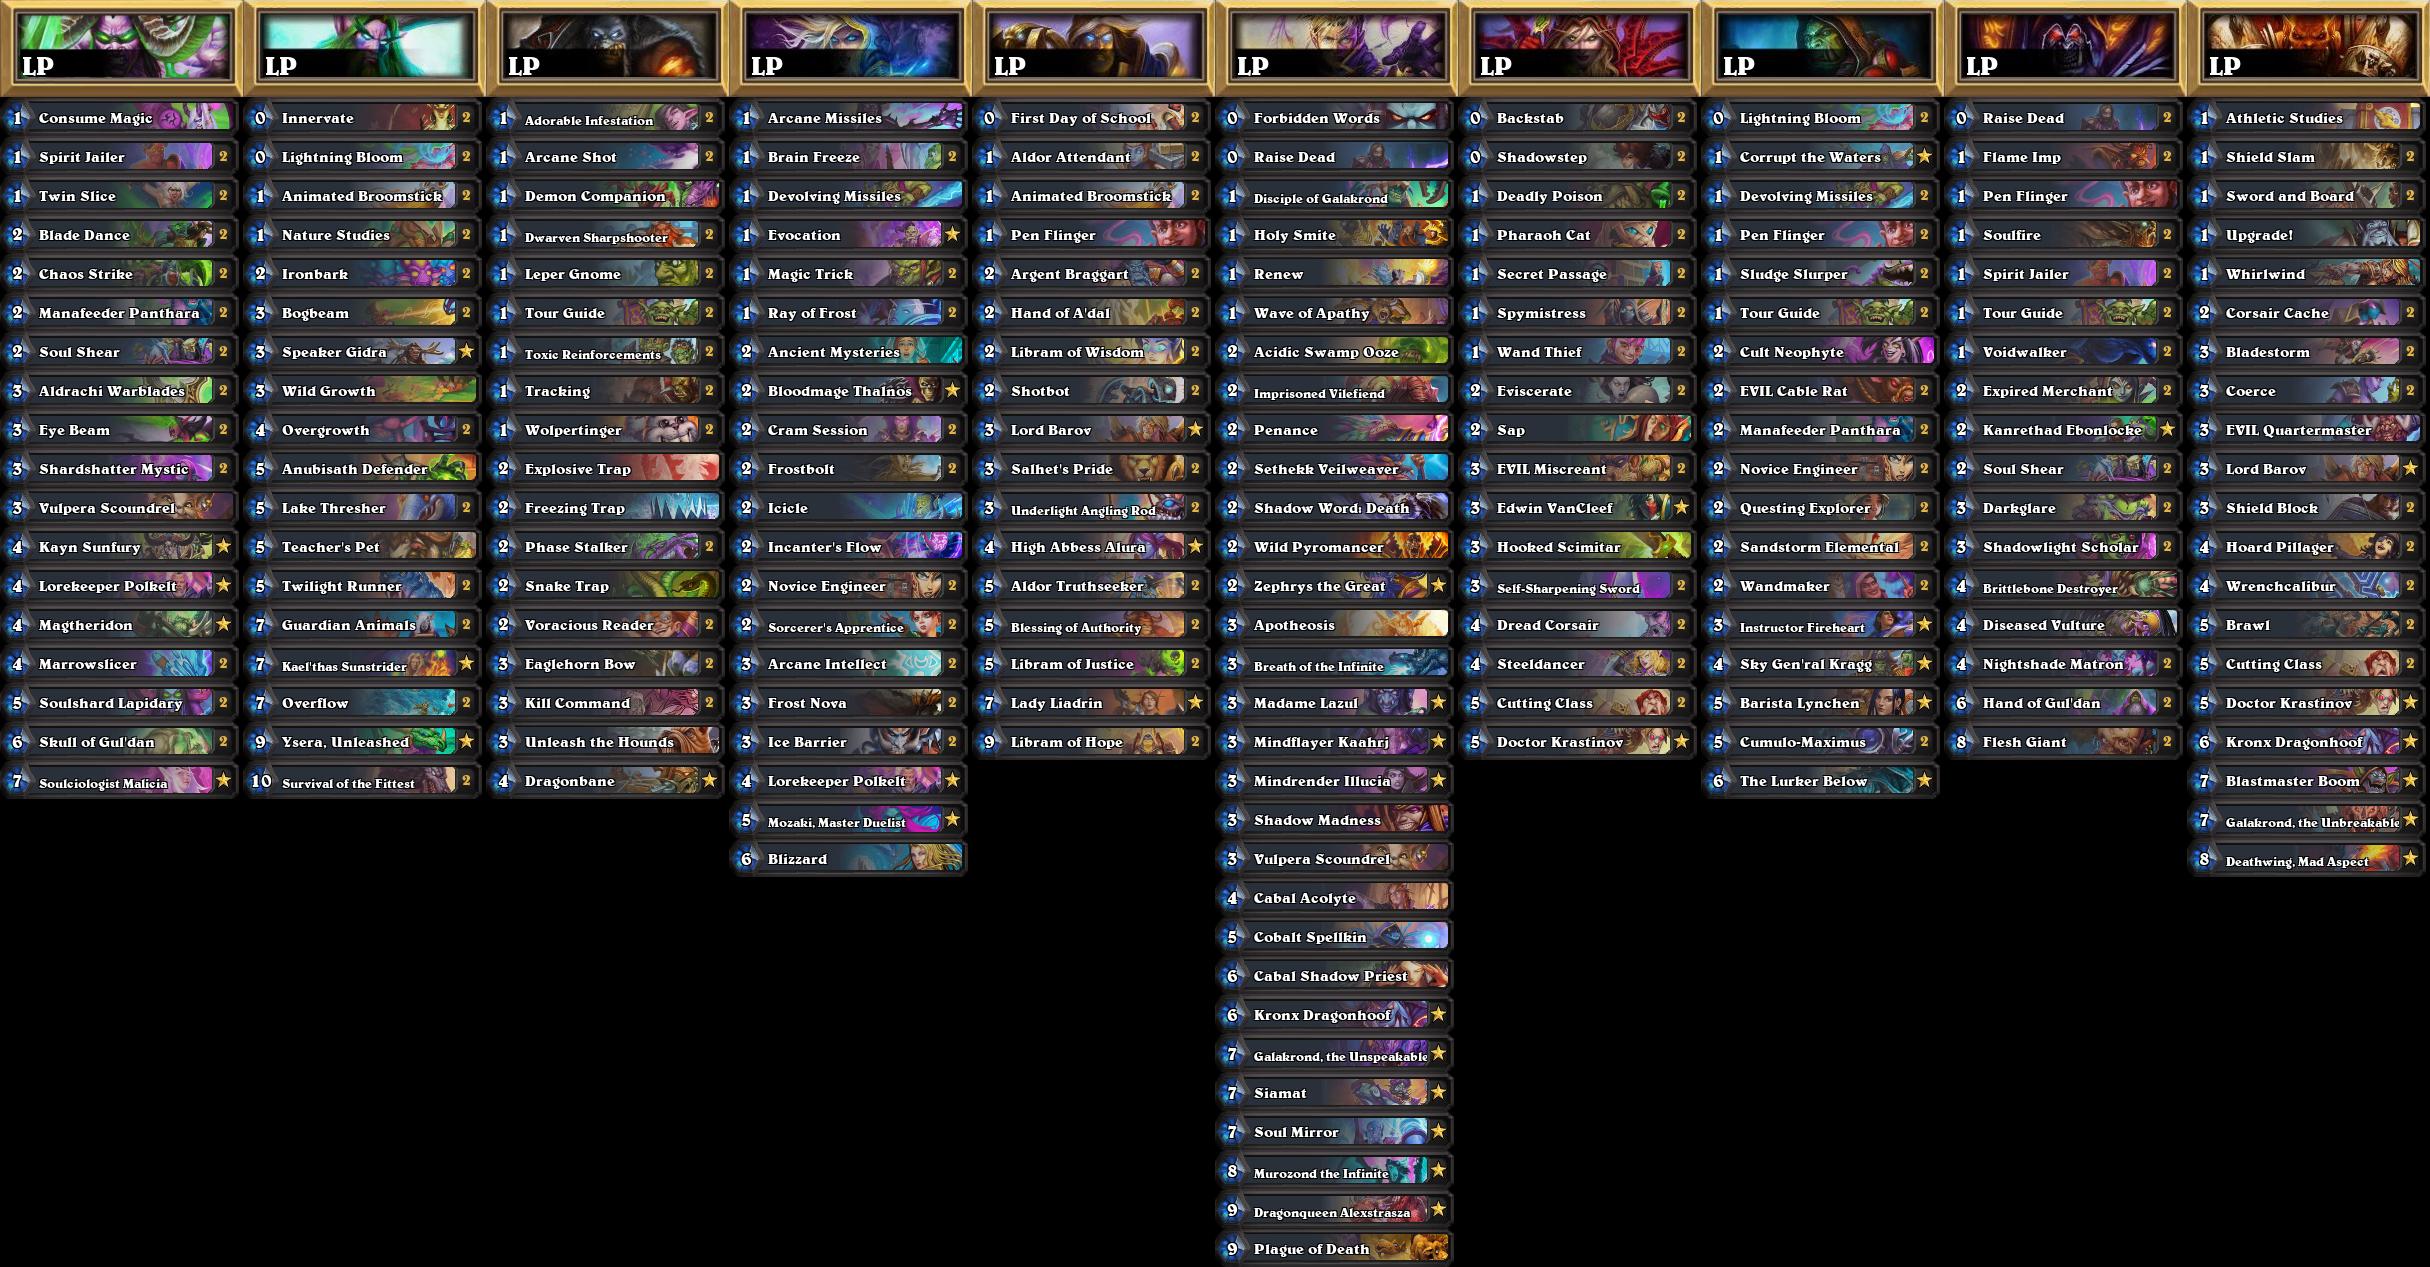 LP
1 Consume Magic
1 Spirit Jailer 2
1 Twin Slice 2
2 Blade Dance 2
2 Chaos Strike 2
2 Manafeeder Panthara 2
2 Soul Shear 2
3 Aldrachi Warblades 2
3 Eye Beam 2
3 Shardshatter Mystic 2
3 Vulpera Scoundrel
4 Kayn Sunfury
4 Lorekeeper Polkelt
4 Magtheridon
4 Marrowslicer 2
5 Soulshard Lapidary 2
6 Skull of Gul'dan 2
7 Soulciologist Malicia
LP
0 Innervate 2
0 Lightning Bloom 2
1 Animated Broomstick 2
1 Nature Studies 2
2 Ironbark 2
3 Bogbeam 2
3 Speaker Gidra
3 Wild Growth
4 Overgrowth 2
5 Anubisath Defender
5 Lake Thresher 2
5 Teacher's Pet
5 Twilight Runner 2
7 Guardian Animals 2
7 Kael'thas Sunstrider
7 Overflow 2
9 Ysera, Unleashed
10 Survival of the Fittest 2
LP
1 Adorable Infestation 2
1 Arcane Shot 2
1 Demon Companion
1 Dwarven Sharpshooter 2
1 Leper Gnome 2
1 Tour Guide 2
1 Toxic Reinforcements 2
1 Tracking 2
1 Wolpertinger 2
2 Explosive Trap
2 Freezing Trap
2 Phase Stalker 2
2 Snake Trap
2 Voracious Reader 2
3 Eaglehorn Bow 2
3 Kill Command 2
3 Unleash the Hounds
4 Dragonbane
LP
1 Arcane Missiles
1 Brain Freeze 2
1 Devolving Missiles
1 Evocation
1 Magic Trick 2
1 Ray of Frost 2
2 Ancient Mysteries
2 Bloodmage Thalnos
2 Cram Session 2
2 Frostbolt 2
2 Icicle
2 Incanter's Flow
2 Novice Engineer 2
2 Sorcerer's Apprentice 2
3 Arcane Intellect 2
3 Frost Nova 2
3 Ice Barrier 2
4 Lorekeeper Polkelt
5 Mozaki, Master Duelist
6 Blizzard
LP
0 First Day of School 2
1 Aldor Attendant 2
1 Animated Broomstick 2
1 Pen Flinger
2 Argent Braggart 2
2 Hand of A'dal 2
2 Libram of Wisdom 2
2 Shotbot 2
3 Lord Barov
3 Salhet's Pride 2
3 Underlight Angling Rod 2
4 High Abbess Alura
5 Aldor Truthseeker 2
5 Blessing of Authority 2
5 Libram of Justice 2
7 Lady Liadrin
9 Libram of Hope 2
LP
0 Forbidden Words
0 Raise Dead
1 Disciple of Galakrond
1 Holy Smite
1 Renew
1 Wave of Apathy
2 Acidic Swamp Ooze
2 Imprisoned Vilefiend
2 Penance
2 Sethekk Veilweaver
2 Shadow Word: Death
2 Wild Pyromancer
2 Zephrys the Great
3 Apotheosis
3 Breath of the Infinite
3 Madame Lazul
3 Mindflayer Kaahrj
3 Mindrender Illucia
3 Shadow Madness
3 Vulpera Scoundrel
4 Cabal Acolyte
5 Cobalt Spellkin
6 Cabal Shadow Priest
6 Kronx Dragonhoof
7 Galakrond, the Unspeakable
7 Siamat
7 Soul Mirror
8 Murozond the Infinite
9 Dragonqueen Alexstrasza
9 Plague of Death
LP
0 Backstab 2
0 Shadowstep 2
1 Deadly Poison 2
1 Pharaoh Cat 2
1 Secret Passage 2
1 Spymistress 2
1 Wand Thief 2
2 Eviscerate 2
2 Sap
3 EVIL Miscreant 2
3 Edwin VanCleef
3 Hooked Scimitar
3 Self-Sharpening Sword 2
4 Dread Corsair 2
4 Steeldancer 2
5 Cutting Class 2
5 Doctor Krastinov
LP
0 Lightning Bloom 2
1 Corrupt the Waters
1 Devolving Missiles 2
1 Pen Flinger 2
1 Sludge Slurper 2
1 Tour Guide 2
2 Cult Neophyte
2 EVIL Cable Rat 2
2 Manafeeder Panthara 2
2 Novice Engineer 2
2 Questing Explorer 2
2 Sandstorm Elemental 2
2 Wandmaker 2
3 Instructor Fireheart
4 Sky Gen'ral Kragg
5 Barista Lynchen
5 Cumulo-Maximus 2
6 The Lurker Below
LP
0 Raise Dead 2
1 Flame Imp 2
1 Pen Flinger
1 Soulfire 2
1 Spirit Jailer 2
1 Tour Guide 2
1 Voidwalker 2
2 Expired Merchant 2
2 Kanrethad Ebonlocke
2 Soul Shear 2
3 Darkglare 2
3 Shadowlight Scholar 2
4 Brittlebone Destroyer
4 Diseased Vulture
4 Nightshade Matron 2
6 Hand of Gul'dan 2
8 Flesh Giant 2
LP
1 Athletic Studies
1 Shield Slam 2
1 Sword and Board 2
1 Upgrade!
1 Whirlwind
2 Corsair Cache 2
3 Bladestorm 2
3 Coerce 2
3 EVIL Quartermaster
3 Lord Barov
3 Shield Block 2
4 Hoard Pillager 2
4 Wrenchcalibur 2
5 Brawl 2
5 Cutting Class 2
5 Doctor Krastinov
6 Kronx Dragonhoof
7 Blastmaster Boom
7 Galakrond, the Unbreakable
8 Deathwing, Mad Aspect